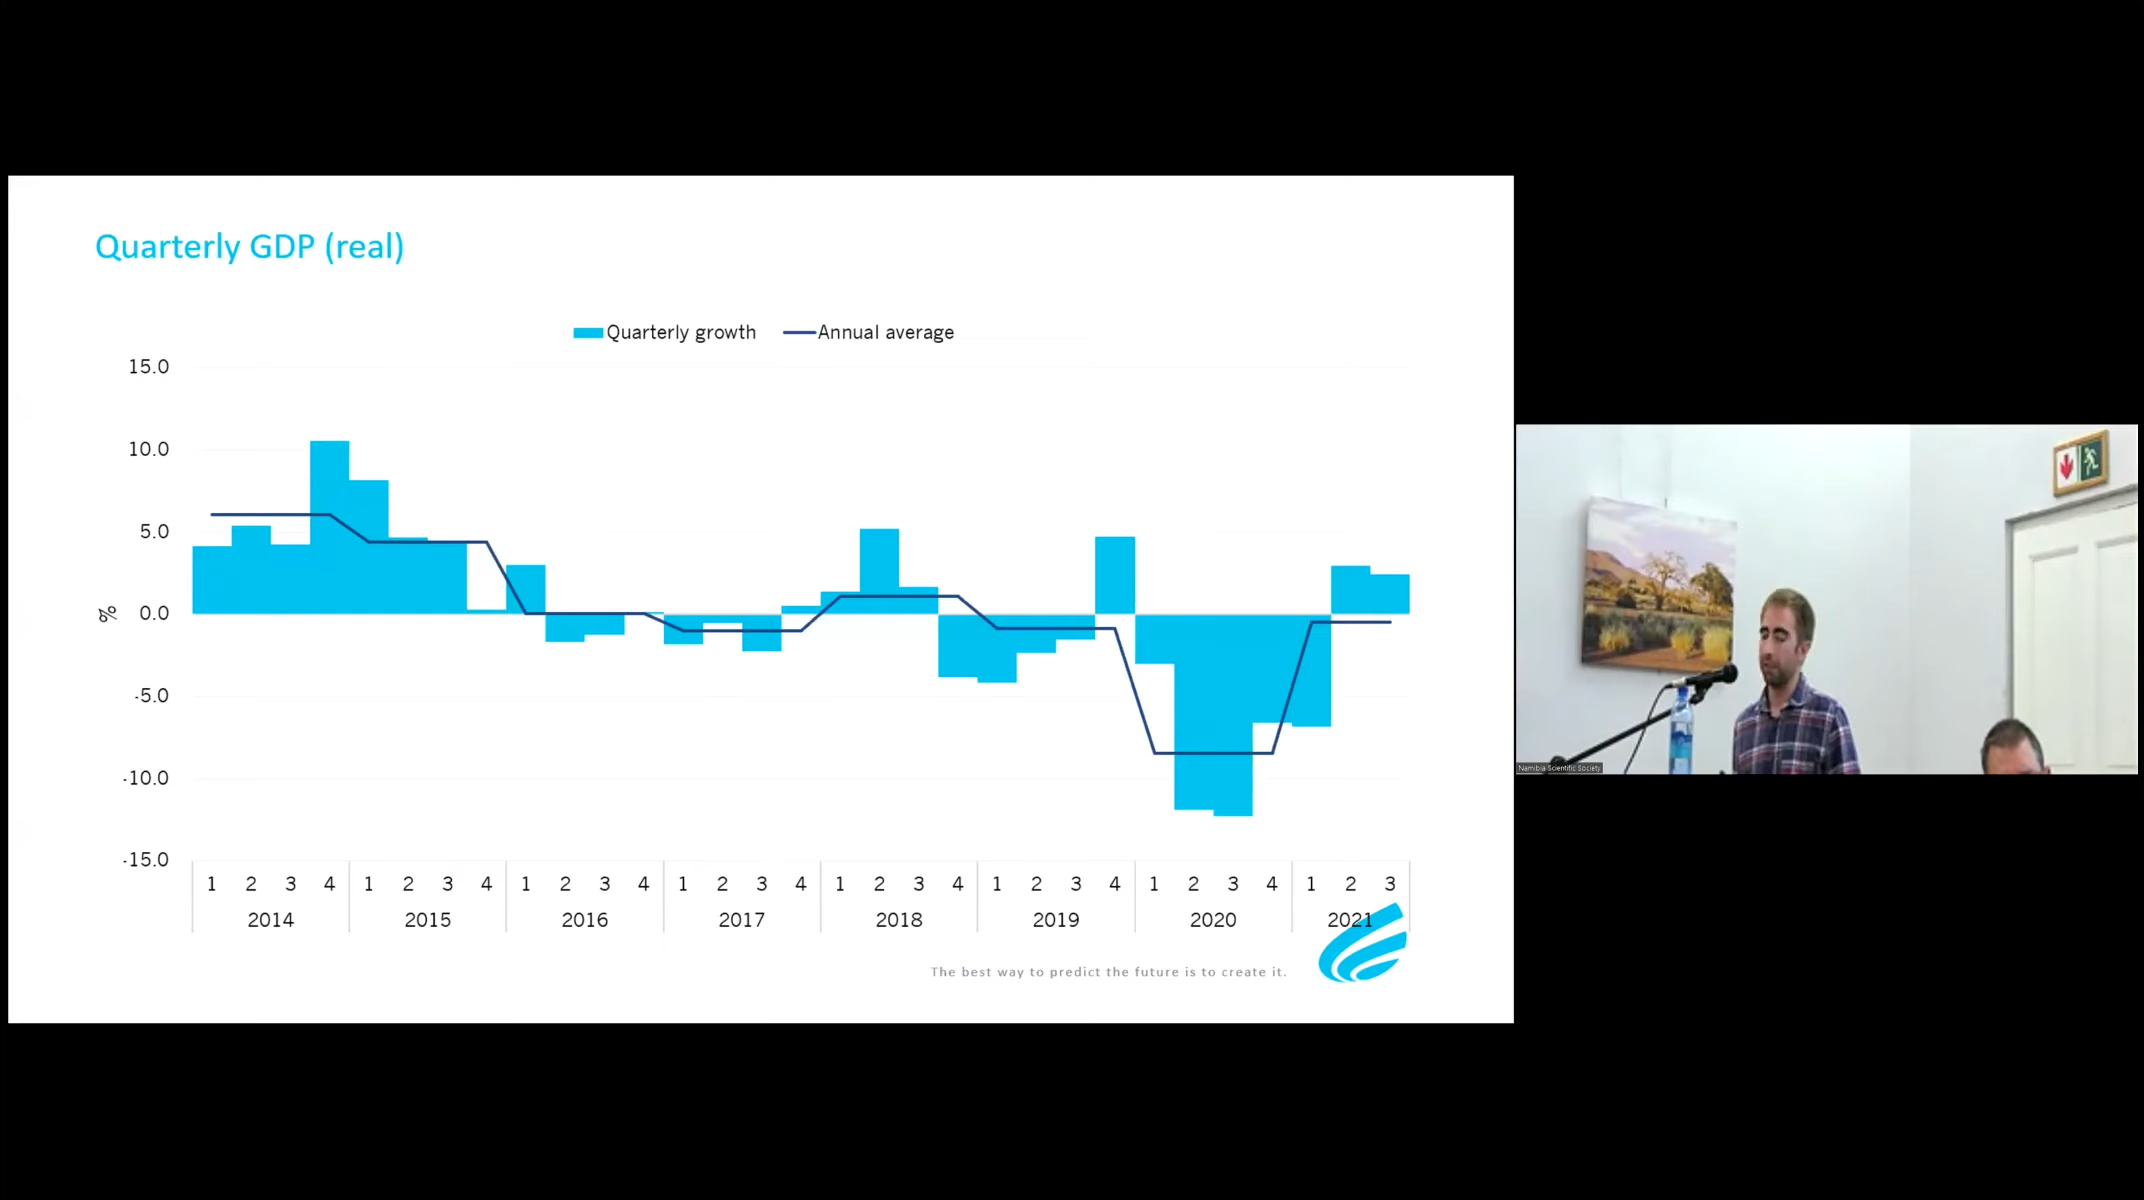 Quarterly GDP (real)
Quarterly growth Annual average
15.0
10.0
5.0
0.0
-5.0
-10.0
-15.0
%
1 2 3 4 1 2 3 4 1 2 3 4 1 2 3 4 1 2 3 4 1 2 3 4 1 2 3 4 1 2 3
2014 2015 2016 2017 2018 2019 2020 2021
The best way to predict the future is to create it.
Namibia Scientific Society